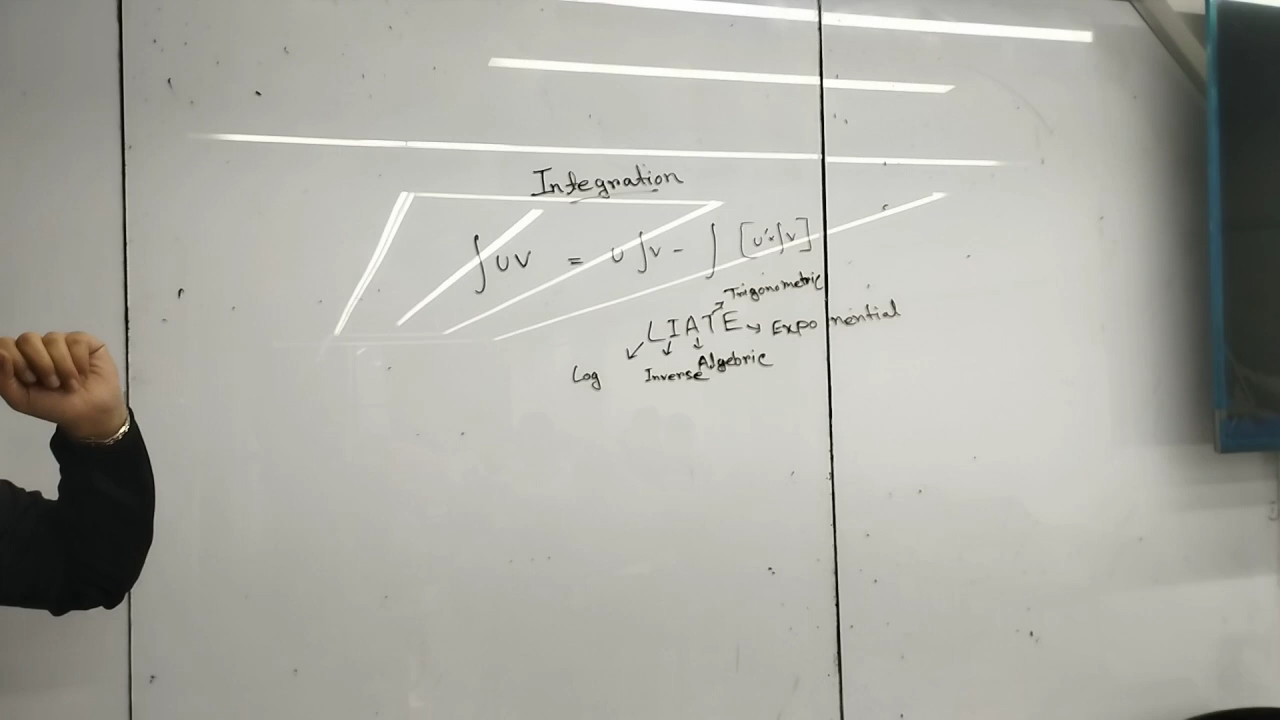 Integration
∫ UV = U ∫V - ∫ [U'×∫V]
Trigonometric
LIATE → Exponential
Log Inverse Algebric